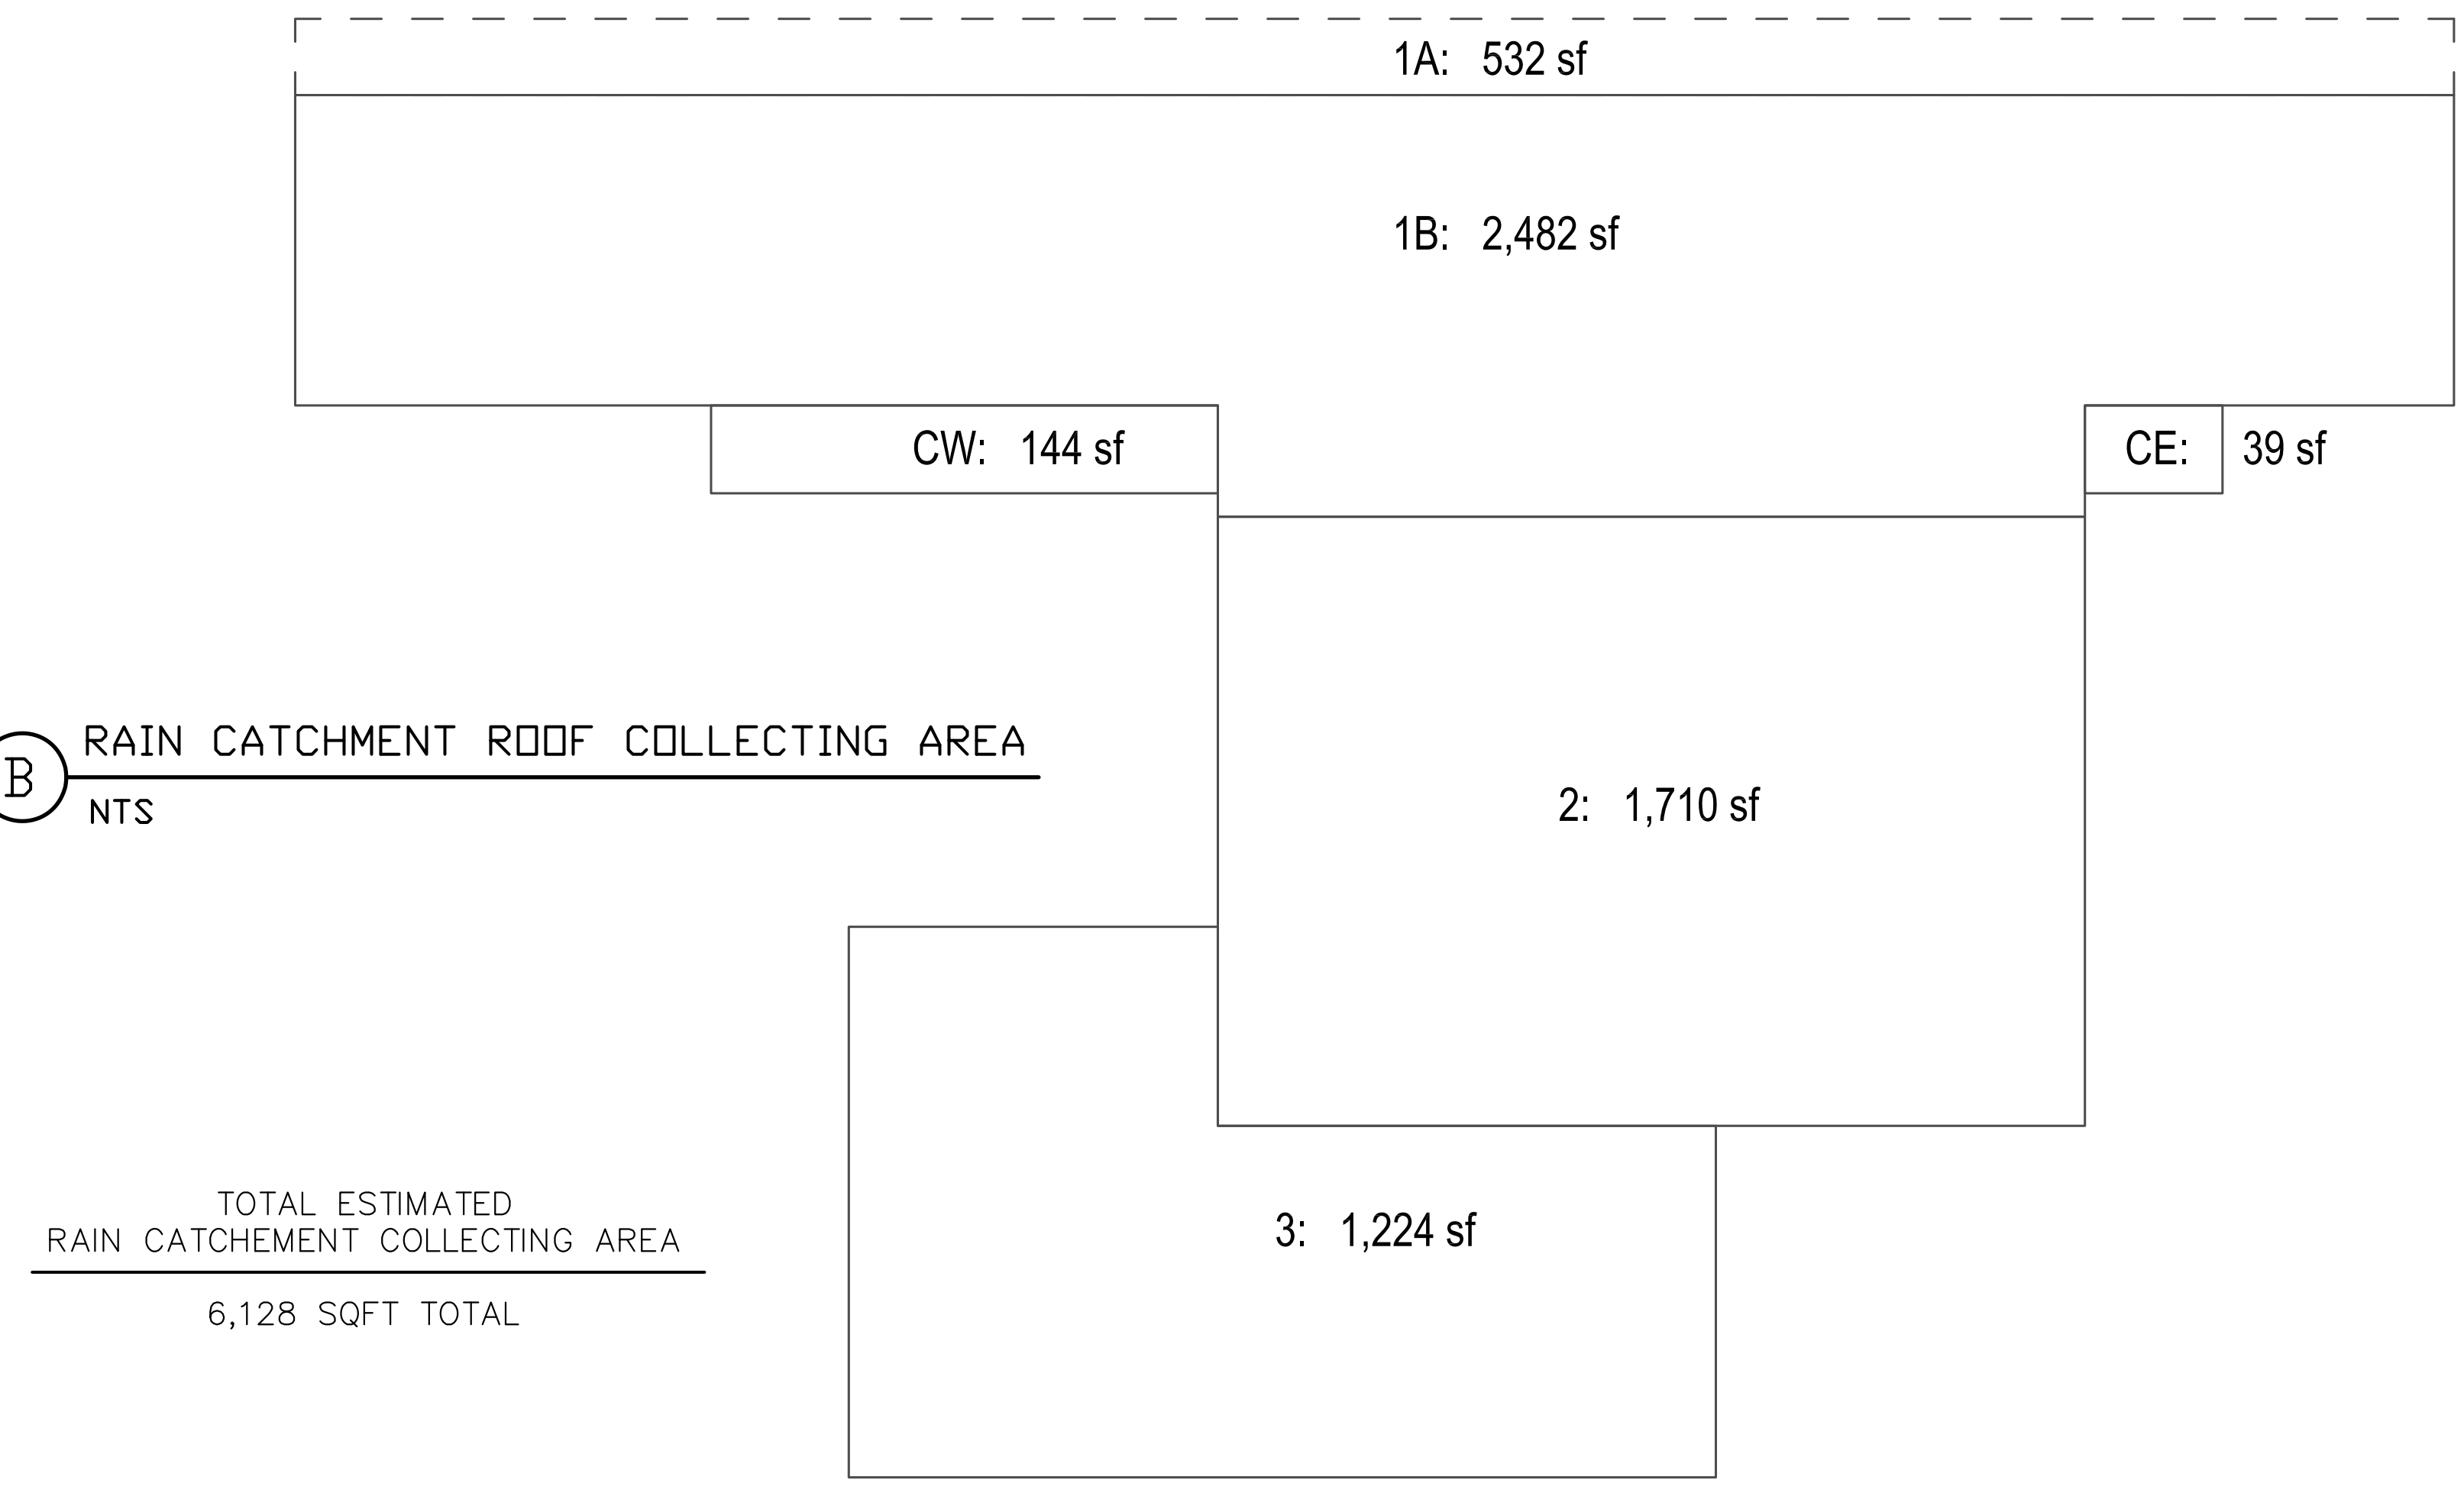 1A: 532 sf
1B: 2,482 sf
CW: 144 sf
CE: 39 sf
B
RAIN CATCHMENT ROOF COLLECTING AREA
NTS
2: 1,710 sf
TOTAL ESTIMATED
RAIN CATCHEMENT COLLECTING AREA
6,128 SQFT TOTAL
3: 1,224 sf